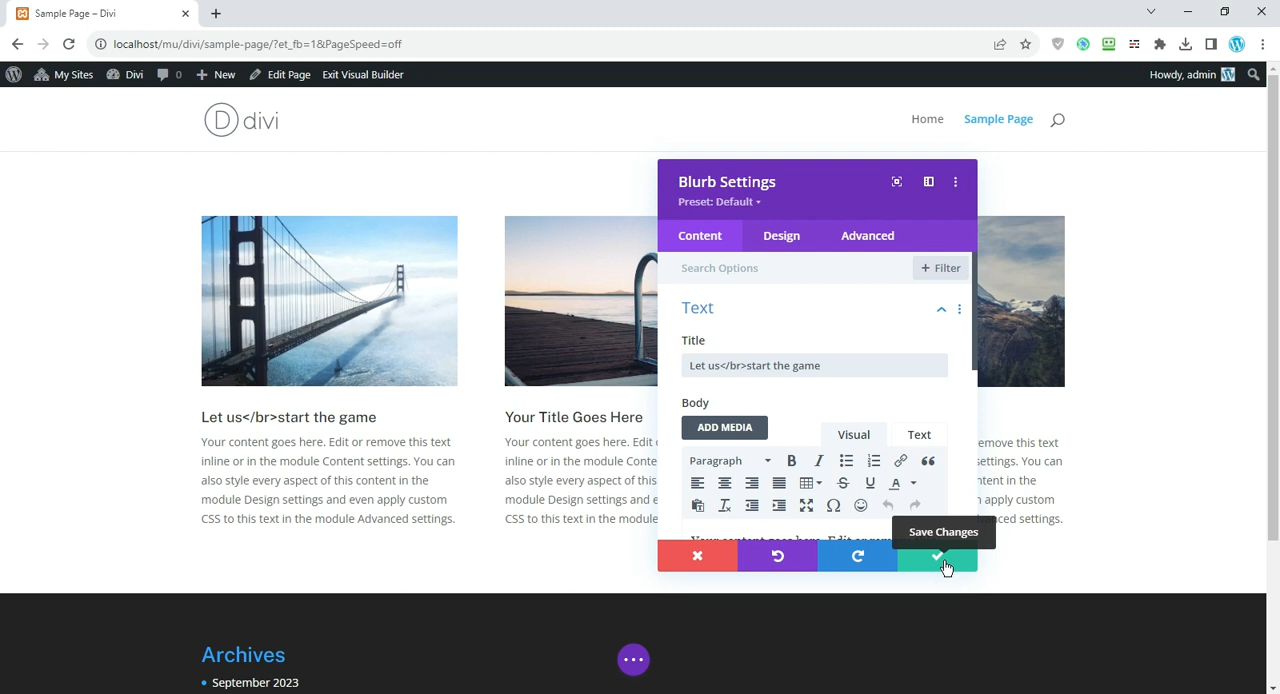 Sample Page – Divi
localhost/mu/divi/sample-page/?et_fb=1&PageSpeed=off
My Sites Divi 0 New Edit Page Exit Visual Builder Howdy, admin
D divi
Home Sample Page
Blurb Settings
Preset: Default
Content Design Advanced
Search Options + Filter
Text
Title
Let us</br>start the game
Body
ADD MEDIA
Visual Text
Paragraph
Save Changes
Let us</br>start the game
Your content goes here. Edit or remove this text
inline or in the module Content settings. You can
also style every aspect of this content in the
module Design settings and even apply custom
CSS to this text in the module Advanced settings.
Your Title Goes Here
Your content goes here. Edit
inline or in the module Conte
also style every aspect of this
module Design settings and e
CSS to this text in the module
emove this text
settings. You can
ntent in the
n apply custom
anced settings.
Archives
September 2023